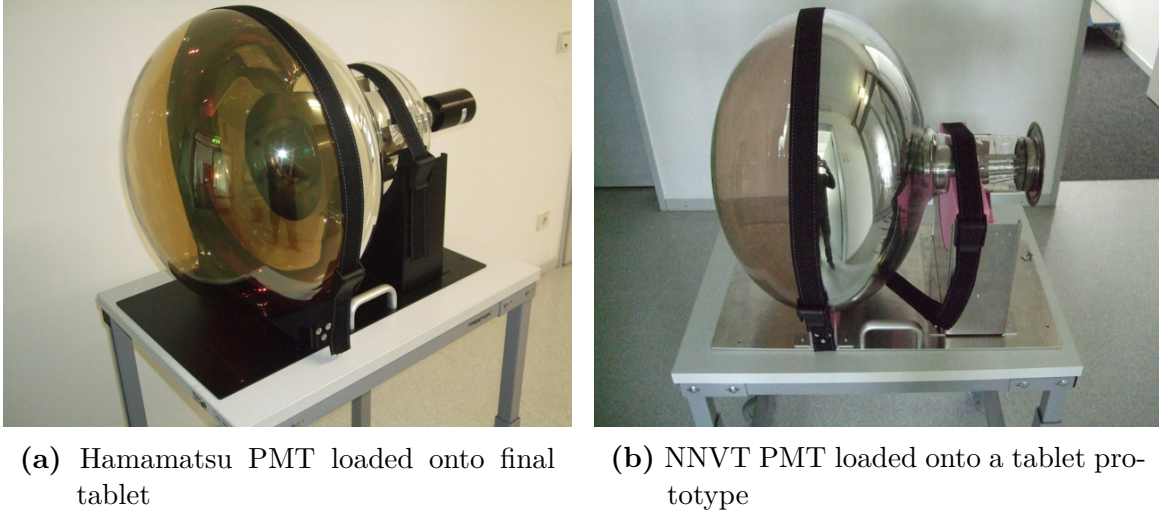 (a) Hamamatsu PMT loaded onto final
tablet
(b) NNVT PMT loaded onto a tablet pro-
totype